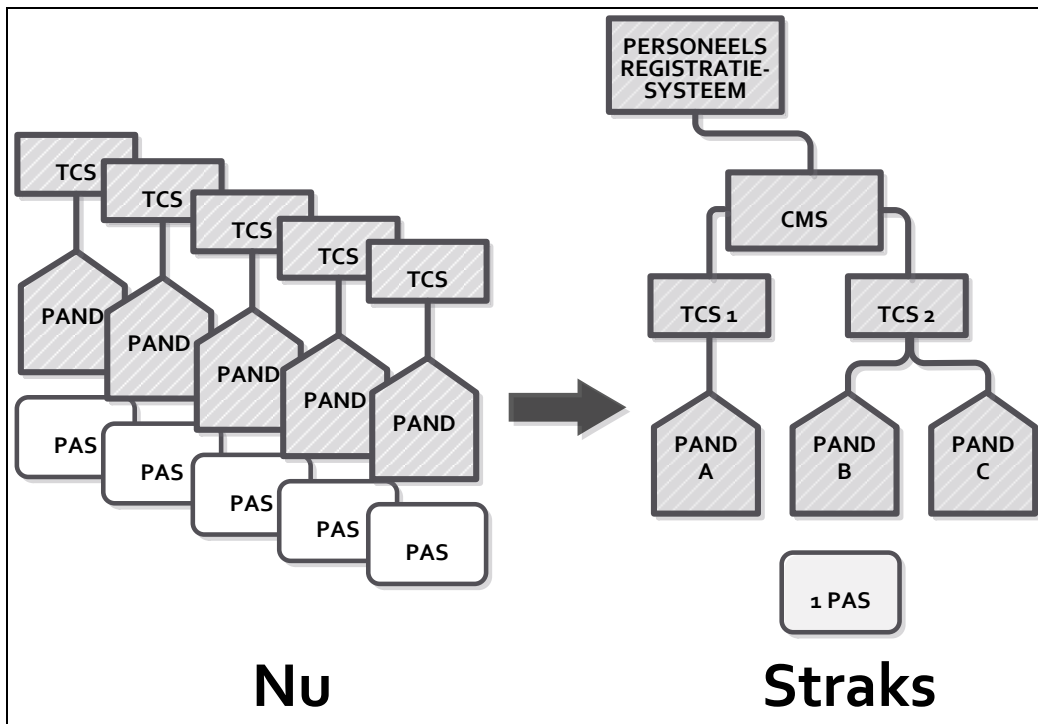 TCS
TCS
TCS
TCS
TCS
PAND
PAND
PAND
PAND
PAND
PAS
PAS
PAS
PAS
PAS
Nu
PERSONEELS
REGISTRATIE-
SYSTEEM
CMS
TCS 1
TCS 2
PAND
A
PAND
B
PAND
C
1 PAS
Straks